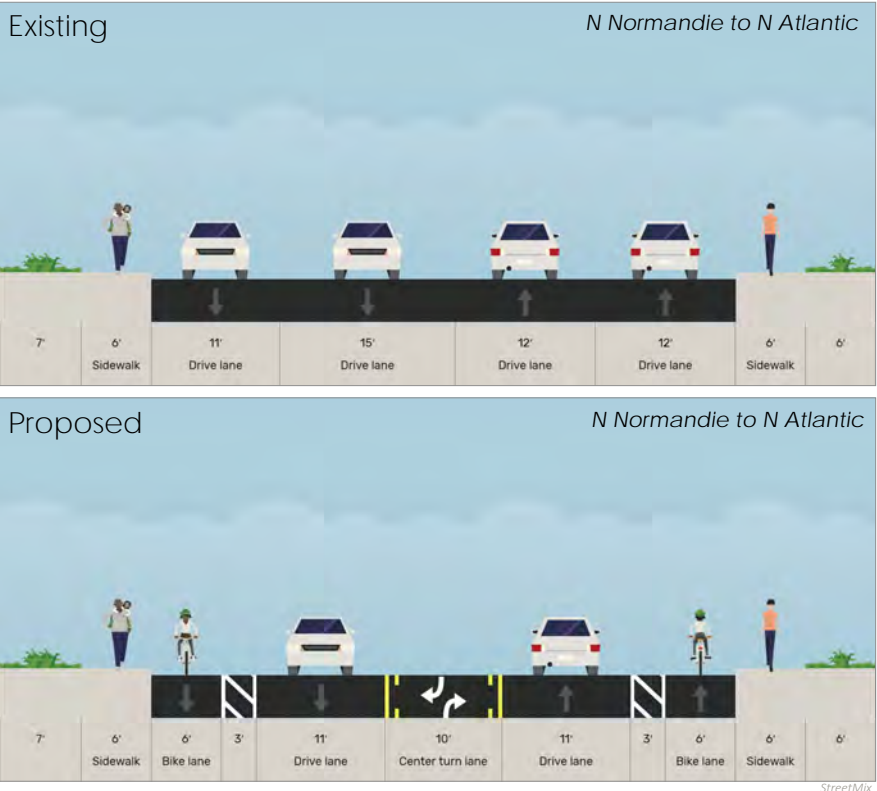 Existing
N Normandie to N Atlantic
7' 6' 11' 15' 12' 12' 6' 6'
Sidewalk Drive lane Drive lane Drive lane Drive lane Sidewalk
Proposed
N Normandie to N Atlantic
7' 6' 6' 3' 11' 10' 11' 3' 6' 6' 6'
Sidewalk Bike lane Drive lane Center turn lane Drive lane Bike lane Sidewalk
StreetMix